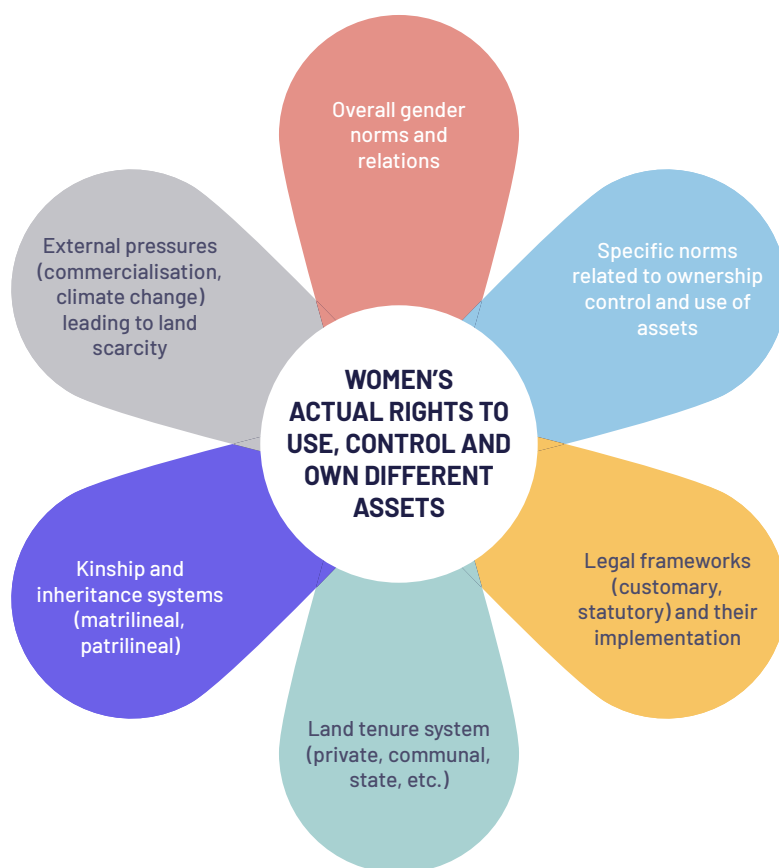 Overall gender
norms and
relations
Specific norms
related to ownership
control and use of
assets
Legal frameworks
(customary,
statutory) and their
implementation
Land tenure system
(private, communal,
state, etc.)
Kinship and
inheritance systems
(matrilineal,
patrilineal)
External pressures
(commercialisation,
climate change)
leading to land
scarcity
WOMEN'S
ACTUAL RIGHTS TO
USE, CONTROL AND
OWN DIFFERENT
ASSETS